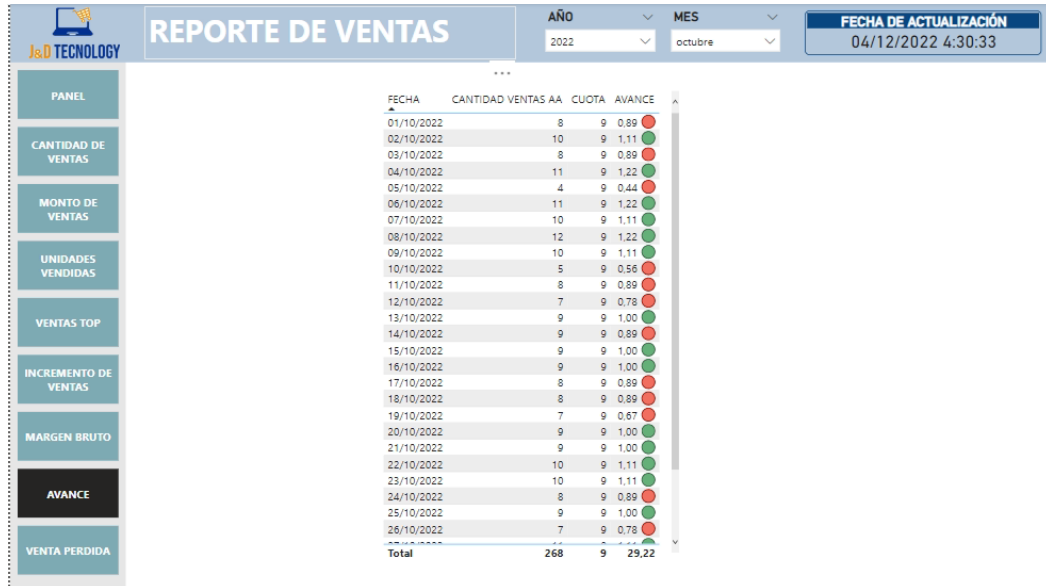 J&D TECNOLOGY
REPORTE DE VENTAS
AÑO
2022
MES
octubre
FECHA DE ACTUALIZACIÓN
04/12/2022 4:30:33
PANEL
CANTIDAD DE
VENTAS
MONTO DE
VENTAS
UNIDADES
VENDIDAS
VENTAS TOP
INCREMENTO DE
VENTAS
MARGEN BRUTO
AVANCE
VENTA PERDIDA
...
FECHA CANTIDAD VENTAS AA CUOTA AVANCE
01/10/2022 8 9 0,89
02/10/2022 10 9 1,11
03/10/2022 8 9 0,89
04/10/2022 11 9 1,22
05/10/2022 4 9 0,44
06/10/2022 11 9 1,22
07/10/2022 10 9 1,11
08/10/2022 12 9 1,22
09/10/2022 10 9 1,11
10/10/2022 5 9 0,56
11/10/2022 8 9 0,89
12/10/2022 7 9 0,78
13/10/2022 9 9 1,00
14/10/2022 9 9 0,89
15/10/2022 9 9 1,00
16/10/2022 9 9 1,00
17/10/2022 8 9 0,89
18/10/2022 8 9 0,89
19/10/2022 7 9 0,67
20/10/2022 9 9 1,00
21/10/2022 9 9 1,00
22/10/2022 10 9 1,11
23/10/2022 10 9 1,11
24/10/2022 8 9 0,89
25/10/2022 9 9 1,00
26/10/2022 7 9 0,78
Total 268 9 29,22